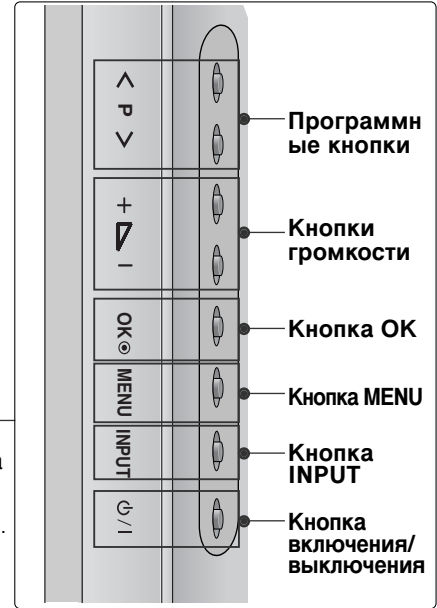 < P >
Программн
ые кнопки
+ −
Кнопки
громкости
OK
Кнопка OK
MENU
Кнопка MENU
INPUT
Кнопка
INPUT
⏻/I
Кнопка
включения/
выключения
а
.